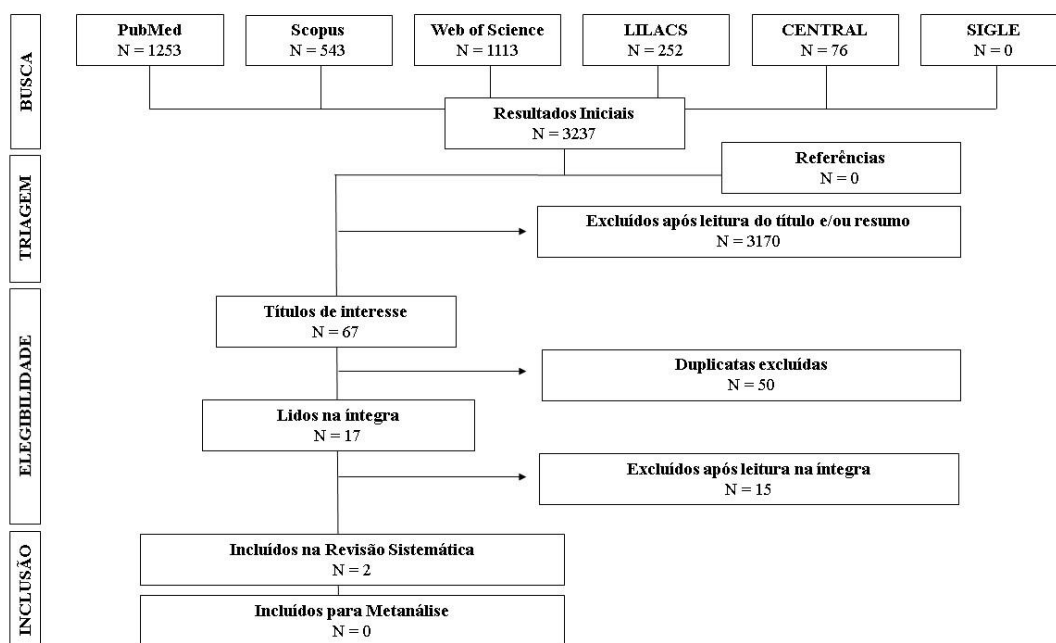 BUSCA
PubMed
N = 1253
Scopus
N = 543
Web of Science
N = 1113
LILACS
N = 252
CENTRAL
N = 76
SIGLE
N = 0
Resultados Iniciais
N = 3237
TRIAGEM
Referências
N = 0
Excluídos após leitura do título e/ou resumo
N = 3170
ELEGIBILIDADE
Títulos de interesse
N = 67
Duplicatas excluídas
N = 50
Lidos na íntegra
N = 17
Excluídos após leitura na íntegra
N = 15
INCLUSÃO
Incluídos na Revisão Sistemática
N = 2
Incluídos para Metanálise
N = 0